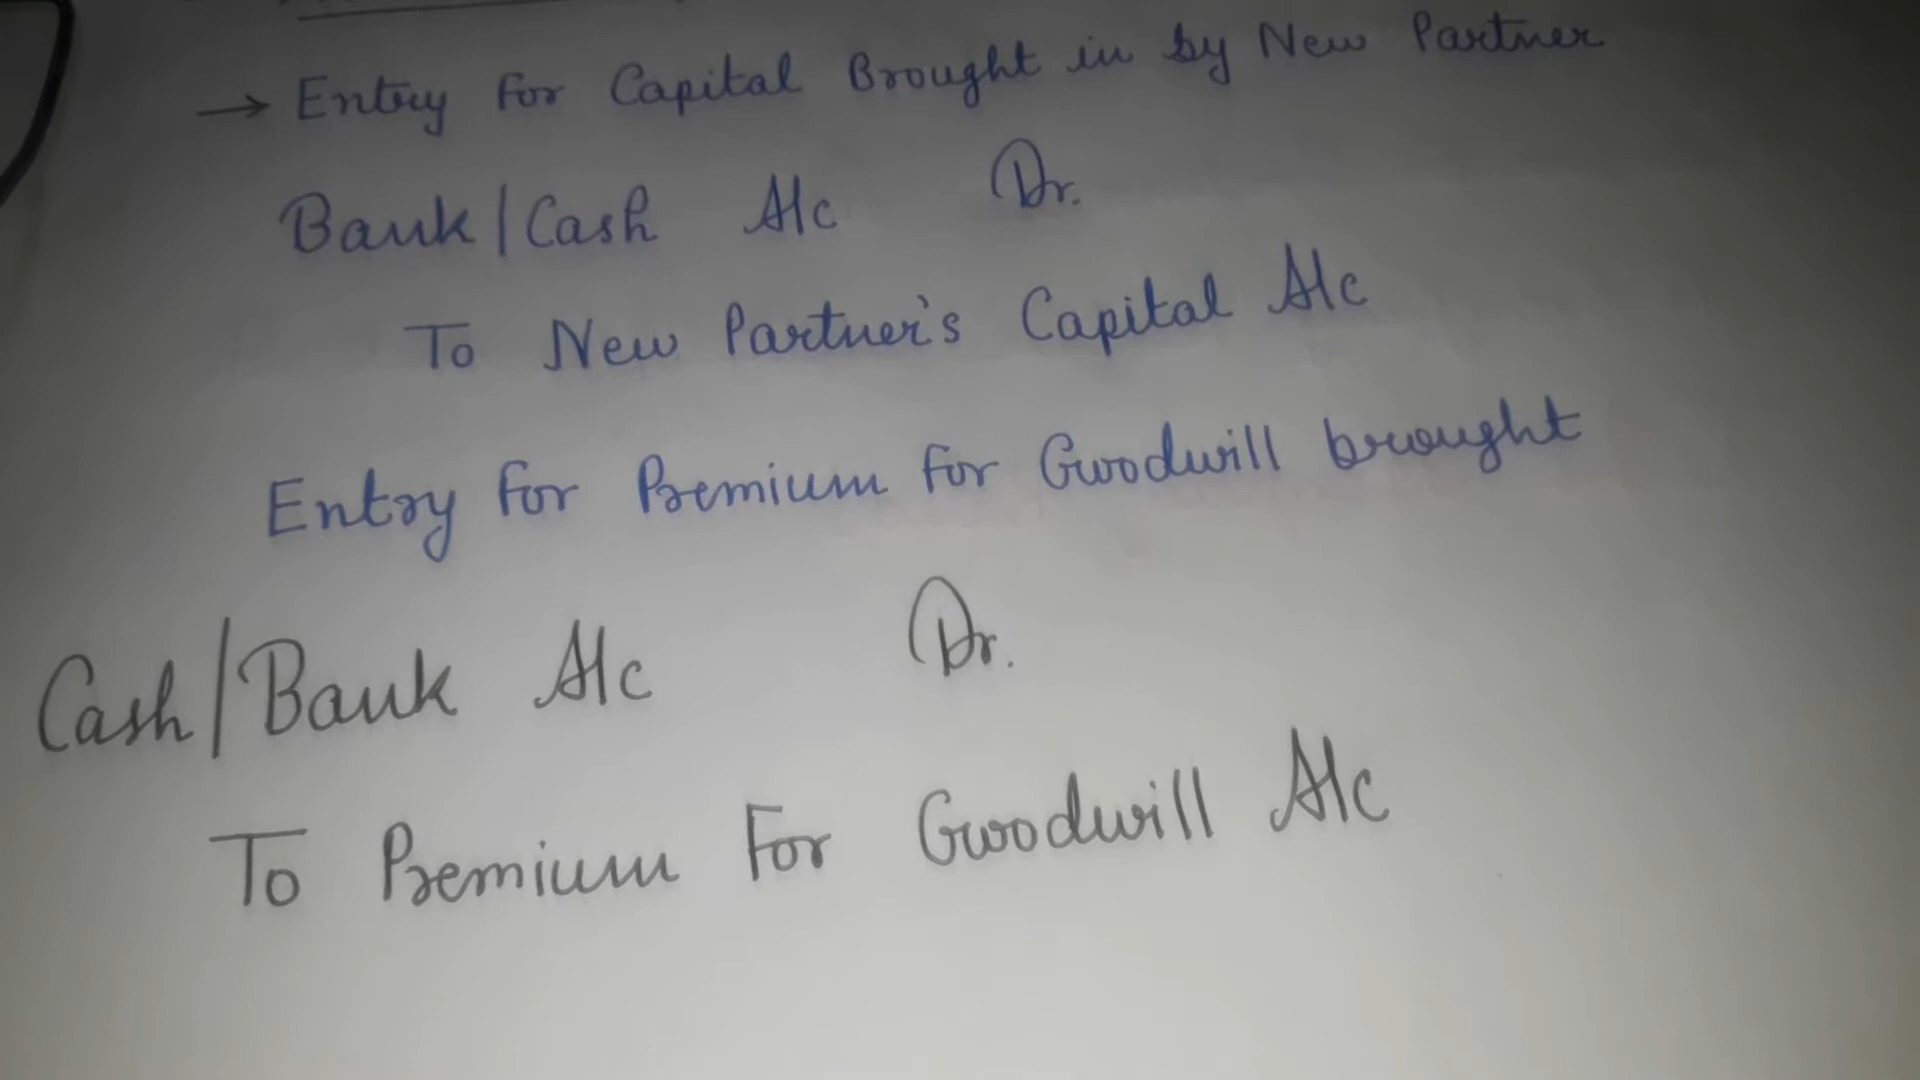 → Entry For Capital Brought in by New Partner
Bank/Cash A/c Dr.
To New Partner's Capital A/c
Entry For Premium For Goodwill brought
Cash/Bank A/c Dr.
To Premium For Goodwill A/c